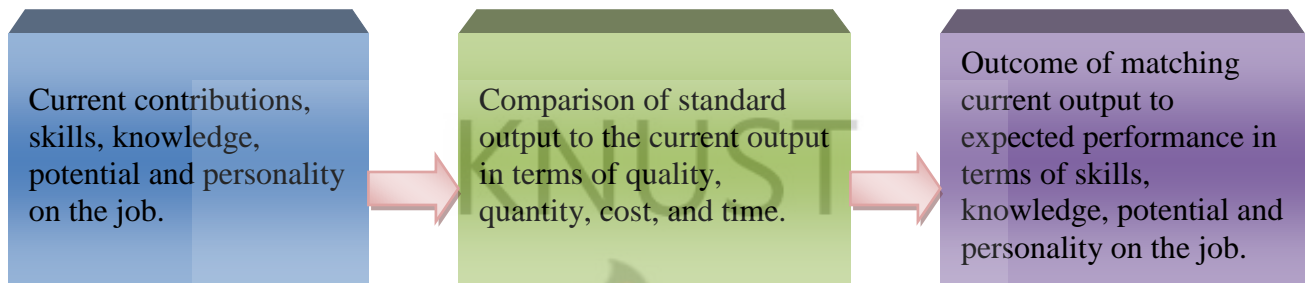 Current contributions,
skills, knowledge,
potential and personality
on the job.
Comparison of standard
output to the current output
in terms of quality,
quantity, cost, and time.
KNUST
Outcome of matching
current output to
expected performance in
terms of skills,
knowledge, potential and
personality on the job.